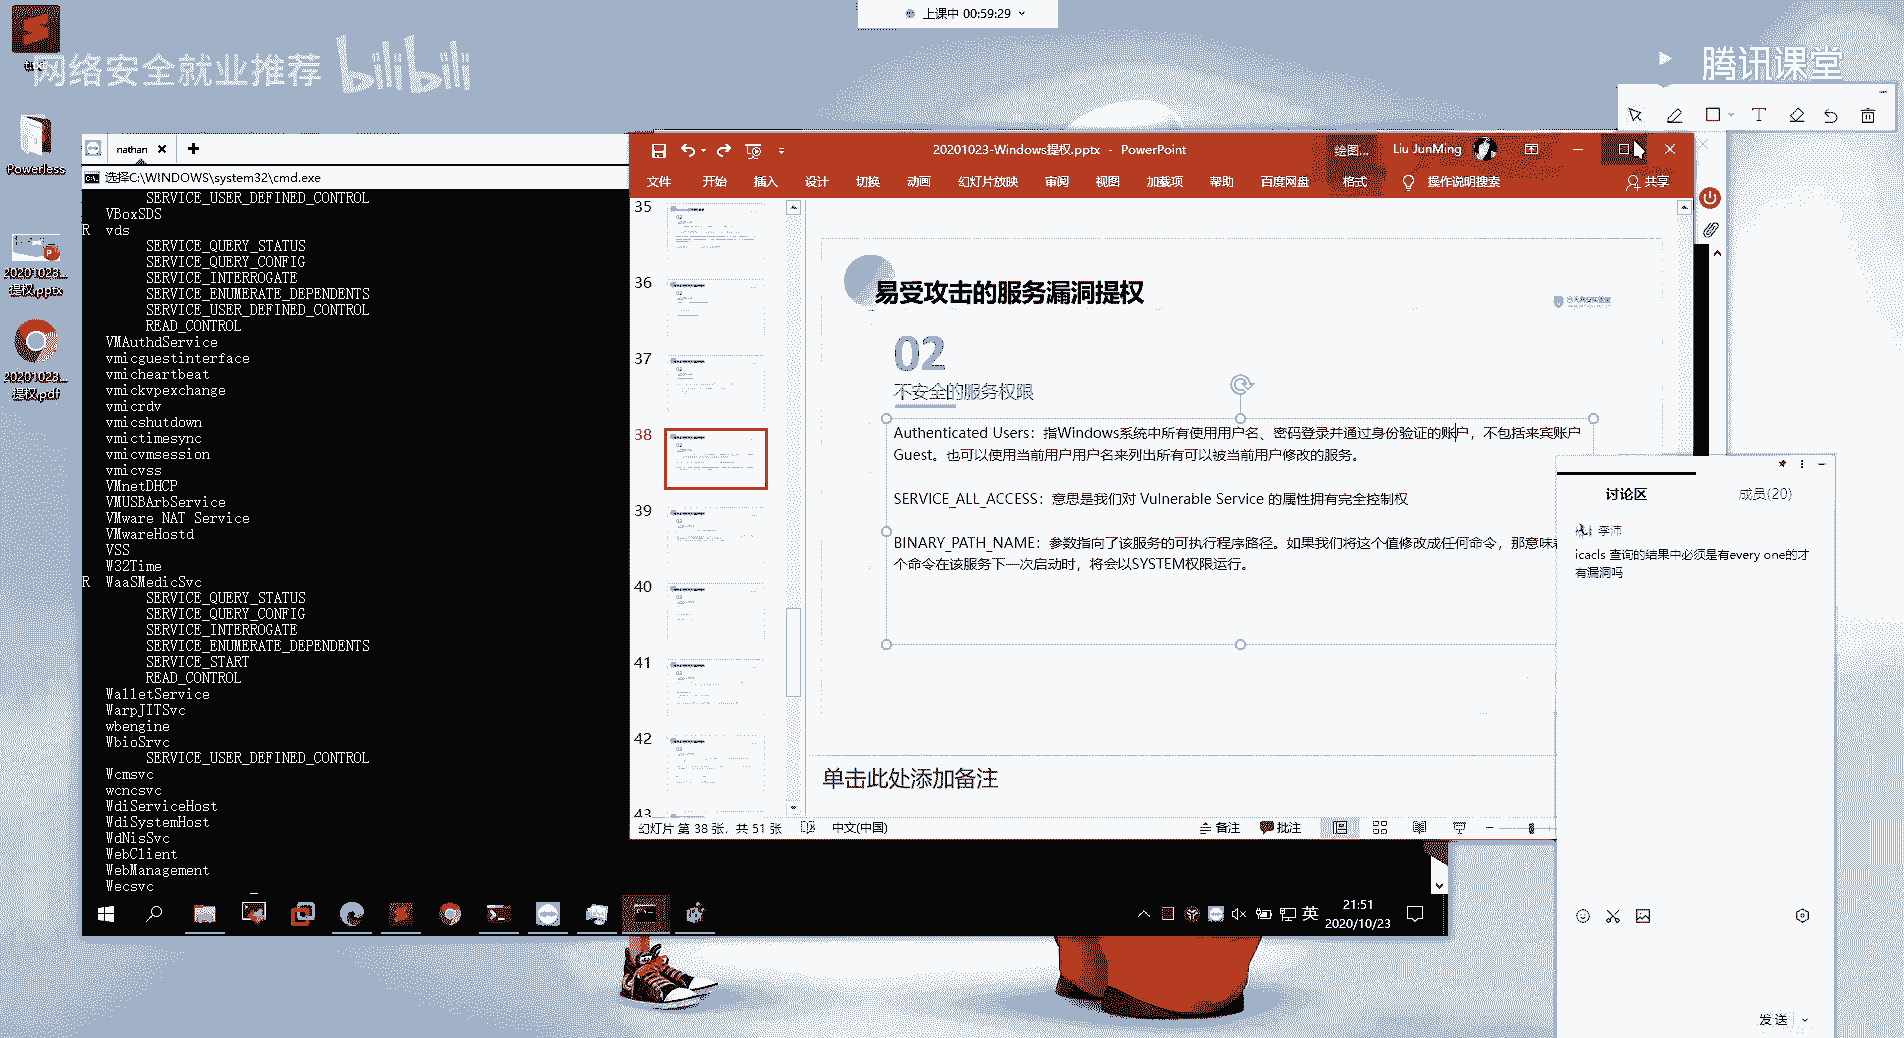 上课中 00:59:29
网络安全就业推荐 bilibili
腾讯课堂
Powerless
20201023...
提权.pptx
20201023...
提权.pdf
nathan
选择C:\WINDOWS\system32\cmd.exe
SERVICE_USER_DEFINED_CONTROL
VBoxSDS
R vds
SERVICE_QUERY_STATUS
SERVICE_QUERY_CONFIG
SERVICE_INTERROGATE
SERVICE_ENUMERATE_DEPENDENTS
SERVICE_USER_DEFINED_CONTROL
READ_CONTROL
VMAuthdService
vmicguestinterface
vmicheartbeat
vmickvpexchange
vmicrdv
vmicshutdown
vmictimesync
vmicvmsession
vmicvss
VMnetDHCP
VMUSBArbService
VMware NAT Service
VMwareHostd
VSS
W32Time
R WaaSMedicSvc
SERVICE_QUERY_STATUS
SERVICE_QUERY_CONFIG
SERVICE_INTERROGATE
SERVICE_ENUMERATE_DEPENDENTS
SERVICE_START
READ_CONTROL
WalletService
WarpJITSvc
wbengine
WbioSrvc
SERVICE_USER_DEFINED_CONTROL
Wcmsvc
wcncsvc
WdiServiceHost
WdiSystemHost
WdNisSvc
WebClient
WebManagement
Wecsvc
20201023-Windows提权.pptx - PowerPoint
绘图...
Liu JunMing
文件 开始 插入 设计 切换 动画 幻灯片放映 审阅 视图 加载项 帮助 百度网盘 格式 操作说明搜索 共享
35
36
37
38
39
40
41
42
43
易受攻击的服务漏洞提权
02
不安全的服务权限
Authenticated Users：指Windows系统中所有使用用户名、密码登录并通过身份验证的账户，不包括来宾账户
Guest。也可以使用当前用户用户名来列出所有可以被当前用户修改的服务。
SERVICE_ALL_ACCESS：意思是我们对 Vulnerable Service 的属性拥有完全控制权
BINARY_PATH_NAME：参数指向了该服务的可执行程序路径。如果我们将这个值修改成任何命令，那意味
个命令在该服务下一次启动时，将会以SYSTEM权限运行。
单击此处添加备注
幻灯片 第 38 张，共 51 张 中文(中国) 备注 批注
讨论区 成员(20)
李沛
icacls 查询的结果中必须是有every one的才
有漏洞吗
发送
英
21:51
2020/10/23